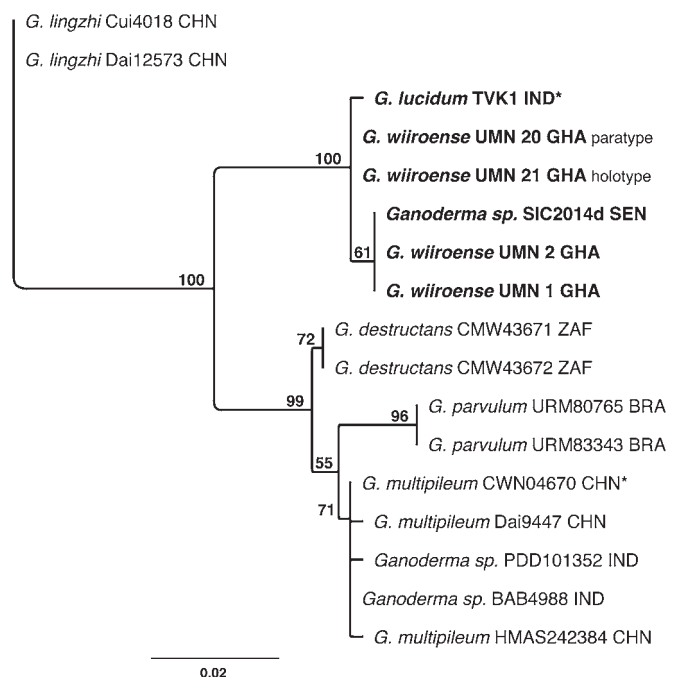 G. lingzhi Cui4018 CHN
G. lingzhi Dai12573 CHN
G. lucidum TVK1 IND*
G. wiiroense UMN 20 GHA paratype
100
G. wiiroense UMN 21 GHA holotype
Ganoderma sp. SIC2014d SEN
61
G. wiiroense UMN 2 GHA
100
G. wiiroense UMN 1 GHA
72
G. destructans CMW43671 ZAF
G. destructans CMW43672 ZAF
99
96
G. parvulum URM80765 BRA
G. parvulum URM83343 BRA
55
G. multipileum CWN04670 CHN*
71
G. multipileum Dai9447 CHN
Ganoderma sp. PDD101352 IND
Ganoderma sp. BAB4988 IND
G. multipileum HMAS242384 CHN
0.02